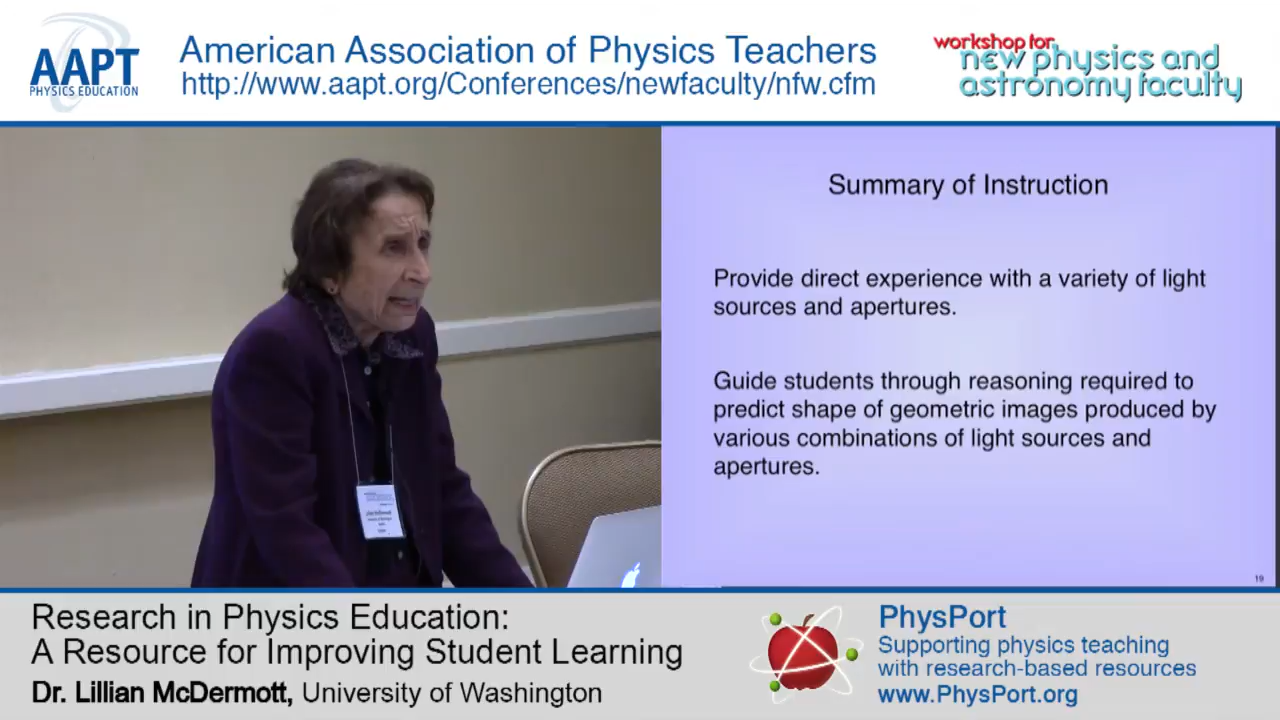 AAPT
PHYSICS EDUCATION
American Association of Physics Teachers
http://www.aapt.org/Conferences/newfaculty/nfw.cfm
workshop for
new physics and
astronomy faculty
Summary of Instruction
Provide direct experience with a variety of light
sources and apertures.
Guide students through reasoning required to
predict shape of geometric images produced by
various combinations of light sources and
apertures.
19
Research in Physics Education:
A Resource for Improving Student Learning
Dr. Lillian McDermott, University of Washington
PhysPort
Supporting physics teaching
with research-based resources
www.PhysPort.org